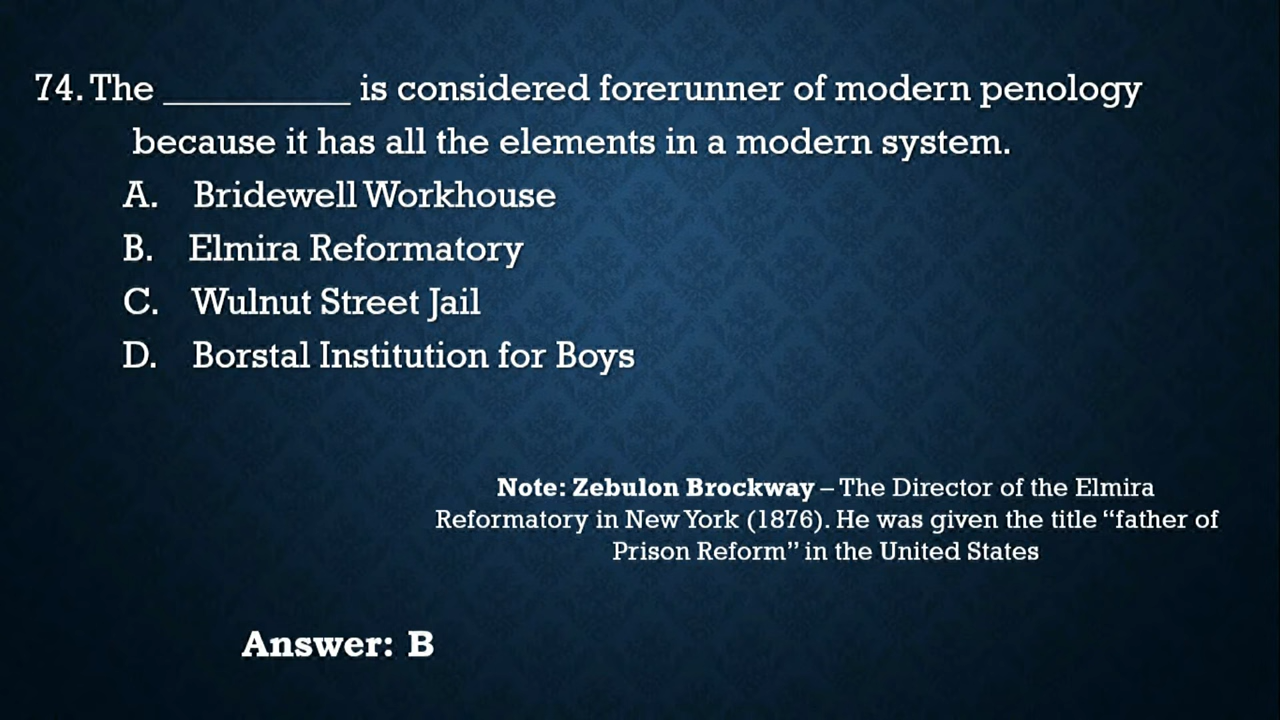 74. The __________ is considered forerunner of modern penology
because it has all the elements in a modern system.
A. Bridewell Workhouse
B. Elmira Reformatory
C. Wulnut Street Jail
D. Borstal Institution for Boys
Note: Zebulon Brockway – The Director of the Elmira
Reformatory in New York (1876). He was given the title “father of
Prison Reform” in the United States
Answer: B